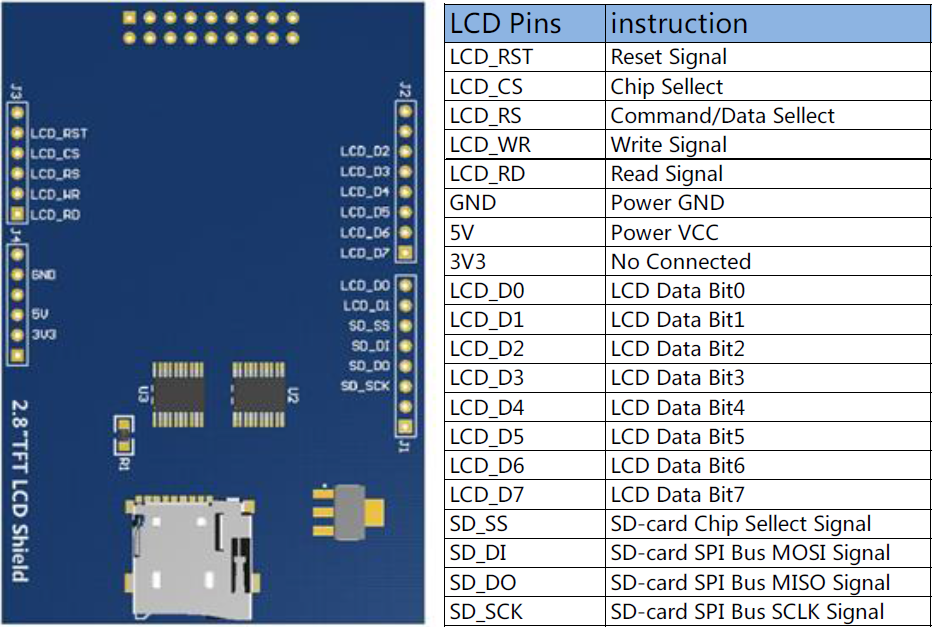 J3
LCD_RST
LCD_CS
LCD_RS
LCD_WR
LCD_RD
J4
GND
5V
3V3
J2
LCD_D2
LCD_D3
LCD_D4
LCD_D5
LCD_D6
LCD_D7
LCD_D0
LCD_D1
SD_SS
SD_DI
SD_DO
SD_SCK
J1
U3
U2
R1
2.8"TFT LCD Shield
LCD Pins instruction
LCD_RST Reset Signal
LCD_CS Chip Sellect
LCD_RS Command/Data Sellect
LCD_WR Write Signal
LCD_RD Read Signal
GND Power GND
5V Power VCC
3V3 No Connected
LCD_D0 LCD Data Bit0
LCD_D1 LCD Data Bit1
LCD_D2 LCD Data Bit2
LCD_D3 LCD Data Bit3
LCD_D4 LCD Data Bit4
LCD_D5 LCD Data Bit5
LCD_D6 LCD Data Bit6
LCD_D7 LCD Data Bit7
SD_SS SD-card Chip Sellect Signal
SD_DI SD-card SPI Bus MOSI Signal
SD_DO SD-card SPI Bus MISO Signal
SD_SCK SD-card SPI Bus SCLK Signal